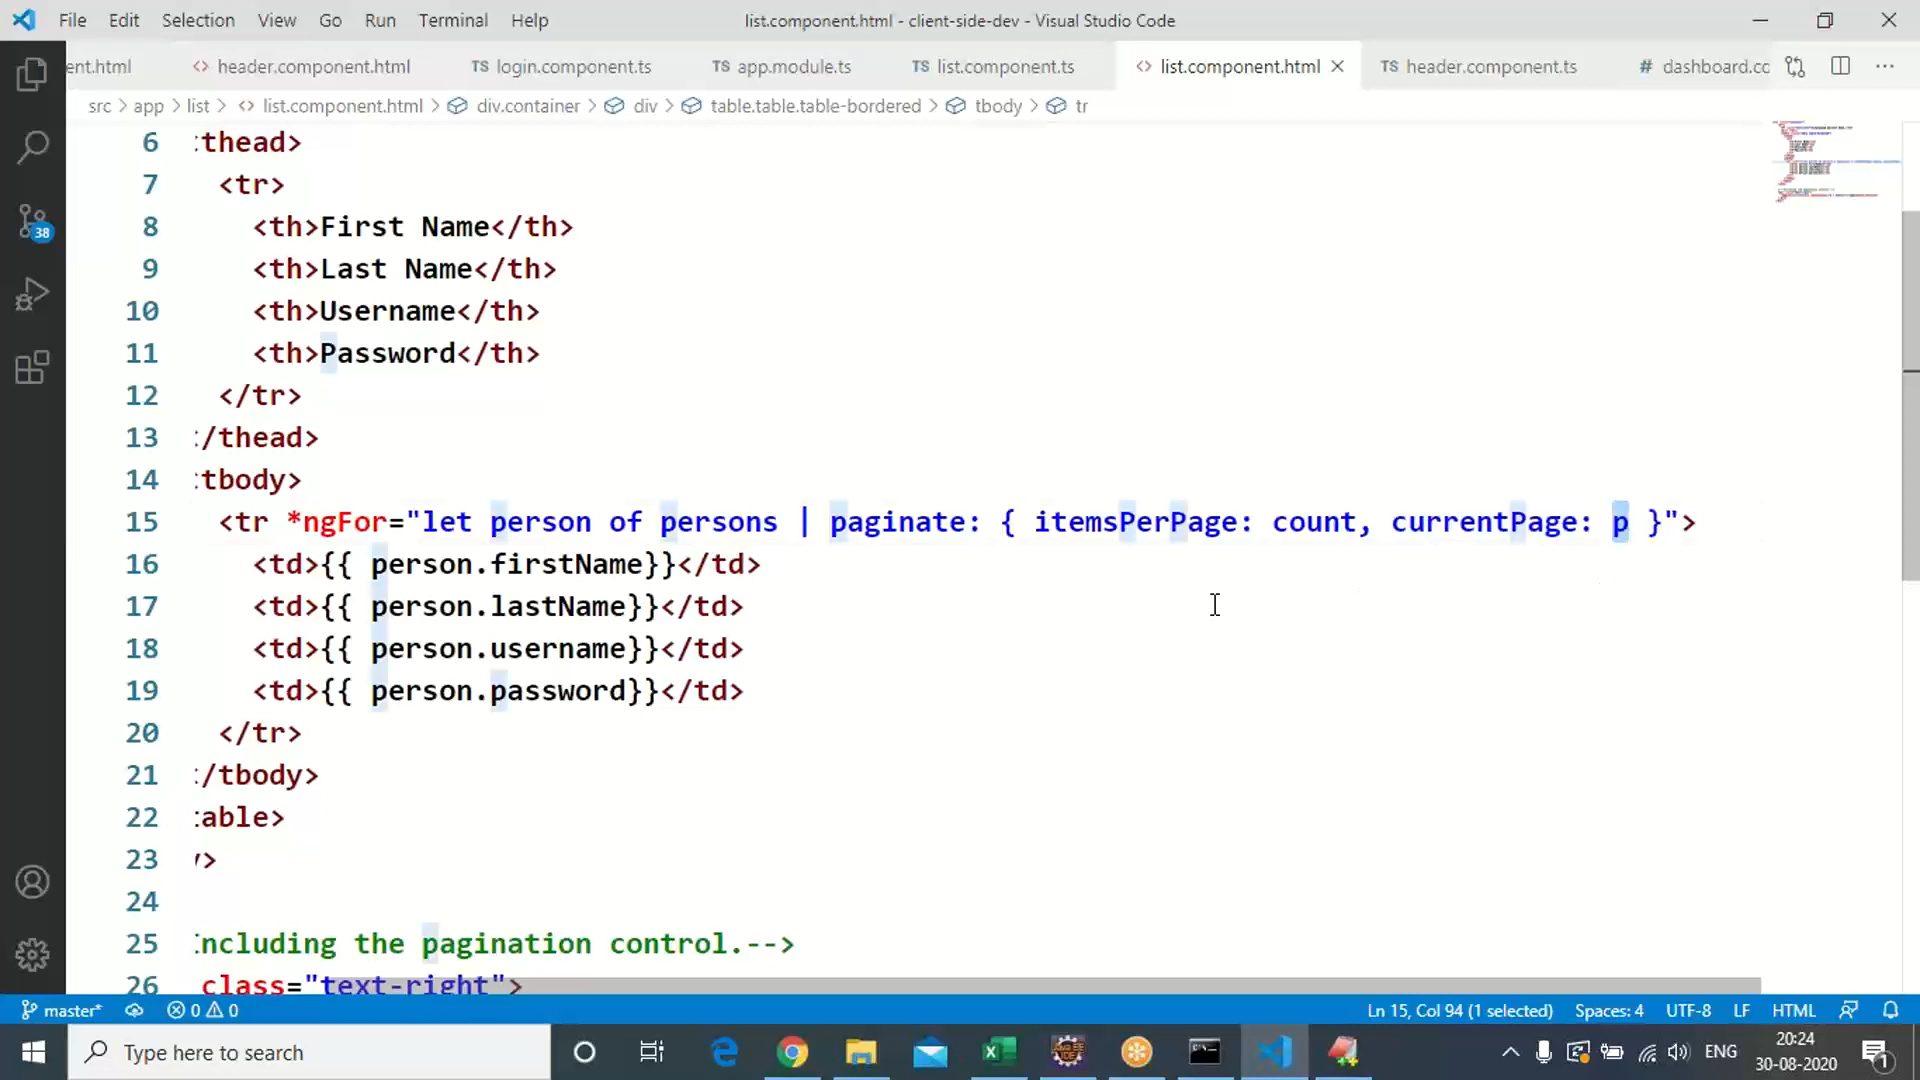 File Edit Selection View Go Run Terminal Help
list.component.html - client-side-dev - Visual Studio Code
ent.html <> header.component.html TS login.component.ts TS app.module.ts TS list.component.ts <> list.component.html TS header.component.ts # dashboard.cc
src > app > list > <> list.component.html > div.container > div > table.table.table-bordered > tbody > tr
6 thead>
7 <tr>
8 <th>First Name</th>
9 <th>Last Name</th>
10 <th>Username</th>
11 <th>Password</th>
12 </tr>
13 /thead>
14 tbody>
15 <tr *ngFor="let person of persons | paginate: { itemsPerPage: count, currentPage: p }">
16 <td>{{ person.firstName}}</td>
17 <td>{{ person.lastName}}</td>
18 <td>{{ person.username}}</td>
19 <td>{{ person.password}}</td>
20 </tr>
21 /tbody>
22 able>
23 >
24
25 ncluding the pagination control.-->
26 class="text-right">
38
master* 0 0 Ln 15, Col 94 (1 selected) Spaces: 4 UTF-8 LF HTML
Type here to search
ENG
20:24
30-08-2020
1